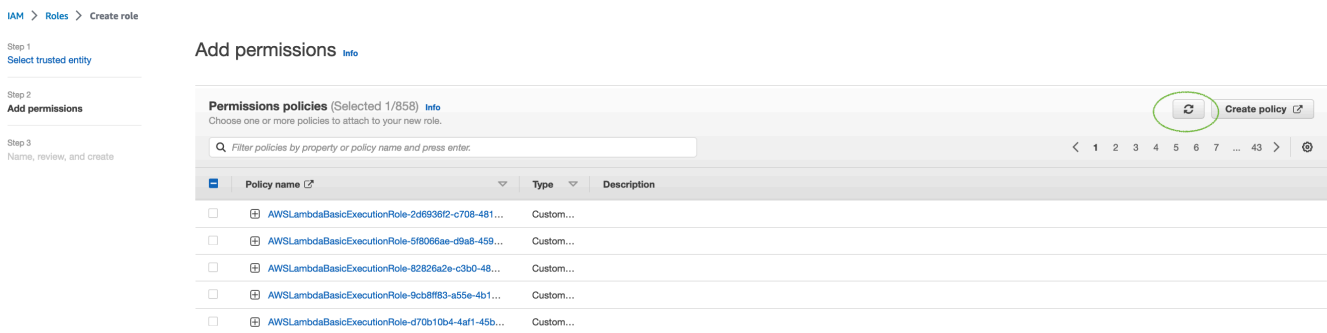 IAM > Roles > Create role
Step 1
Select trusted entity
Step 2
Add permissions
Step 3
Name, review, and create
Add permissions Info
Permissions policies (Selected 1/858) Info
Choose one or more policies to attach to your new role.
Create policy
Filter policies by property or policy name and press enter.
< 1 2 3 4 5 6 7 ... 43 >
Policy name Type Description
AWSLambdaBasicExecutionRole-2d6936f2-c708-481... Custom...
AWSLambdaBasicExecutionRole-5f8066ae-d9a8-459... Custom...
AWSLambdaBasicExecutionRole-82826a2e-c3b0-48... Custom...
AWSLambdaBasicExecutionRole-9cb8ff83-a55e-4b1... Custom...
AWSLambdaBasicExecutionRole-d70b10b4-4af1-45b... Custom...